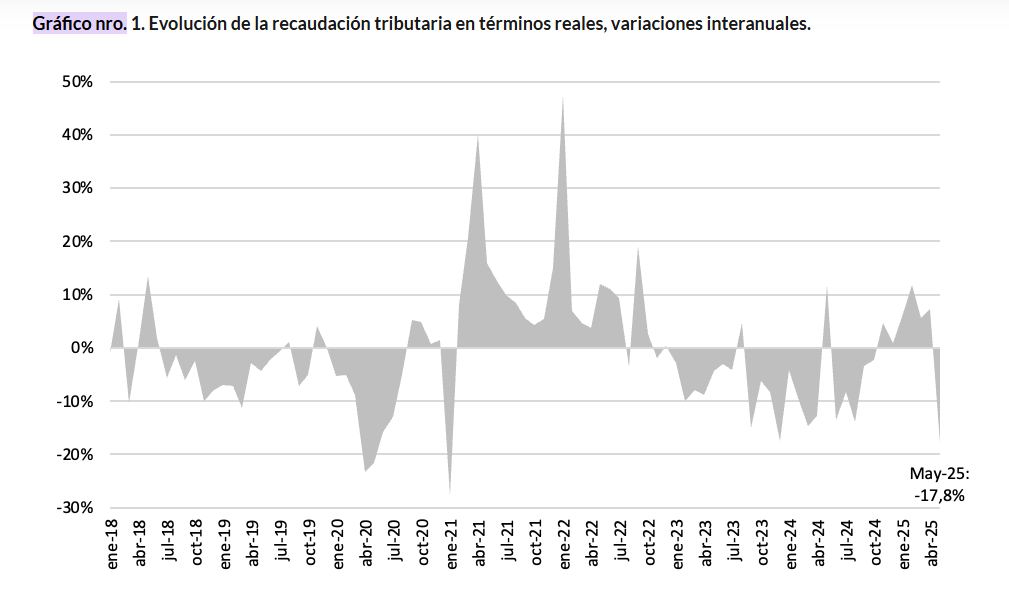 Gráfico nro. 1. Evolución de la recaudación tributaria en términos reales, variaciones interanuales.
50%
40%
30%
20%
10%
0%
-10%
-20%
-30%
May-25:
-17,8%
ene-18
abr-18
jul-18
oct-18
ene-19
abr-19
jul-19
oct-19
ene-20
abr-20
jul-20
oct-20
ene-21
abr-21
jul-21
oct-21
ene-22
abr-22
jul-22
oct-22
ene-23
abr-23
jul-23
oct-23
ene-24
abr-24
jul-24
oct-24
ene-25
abr-25